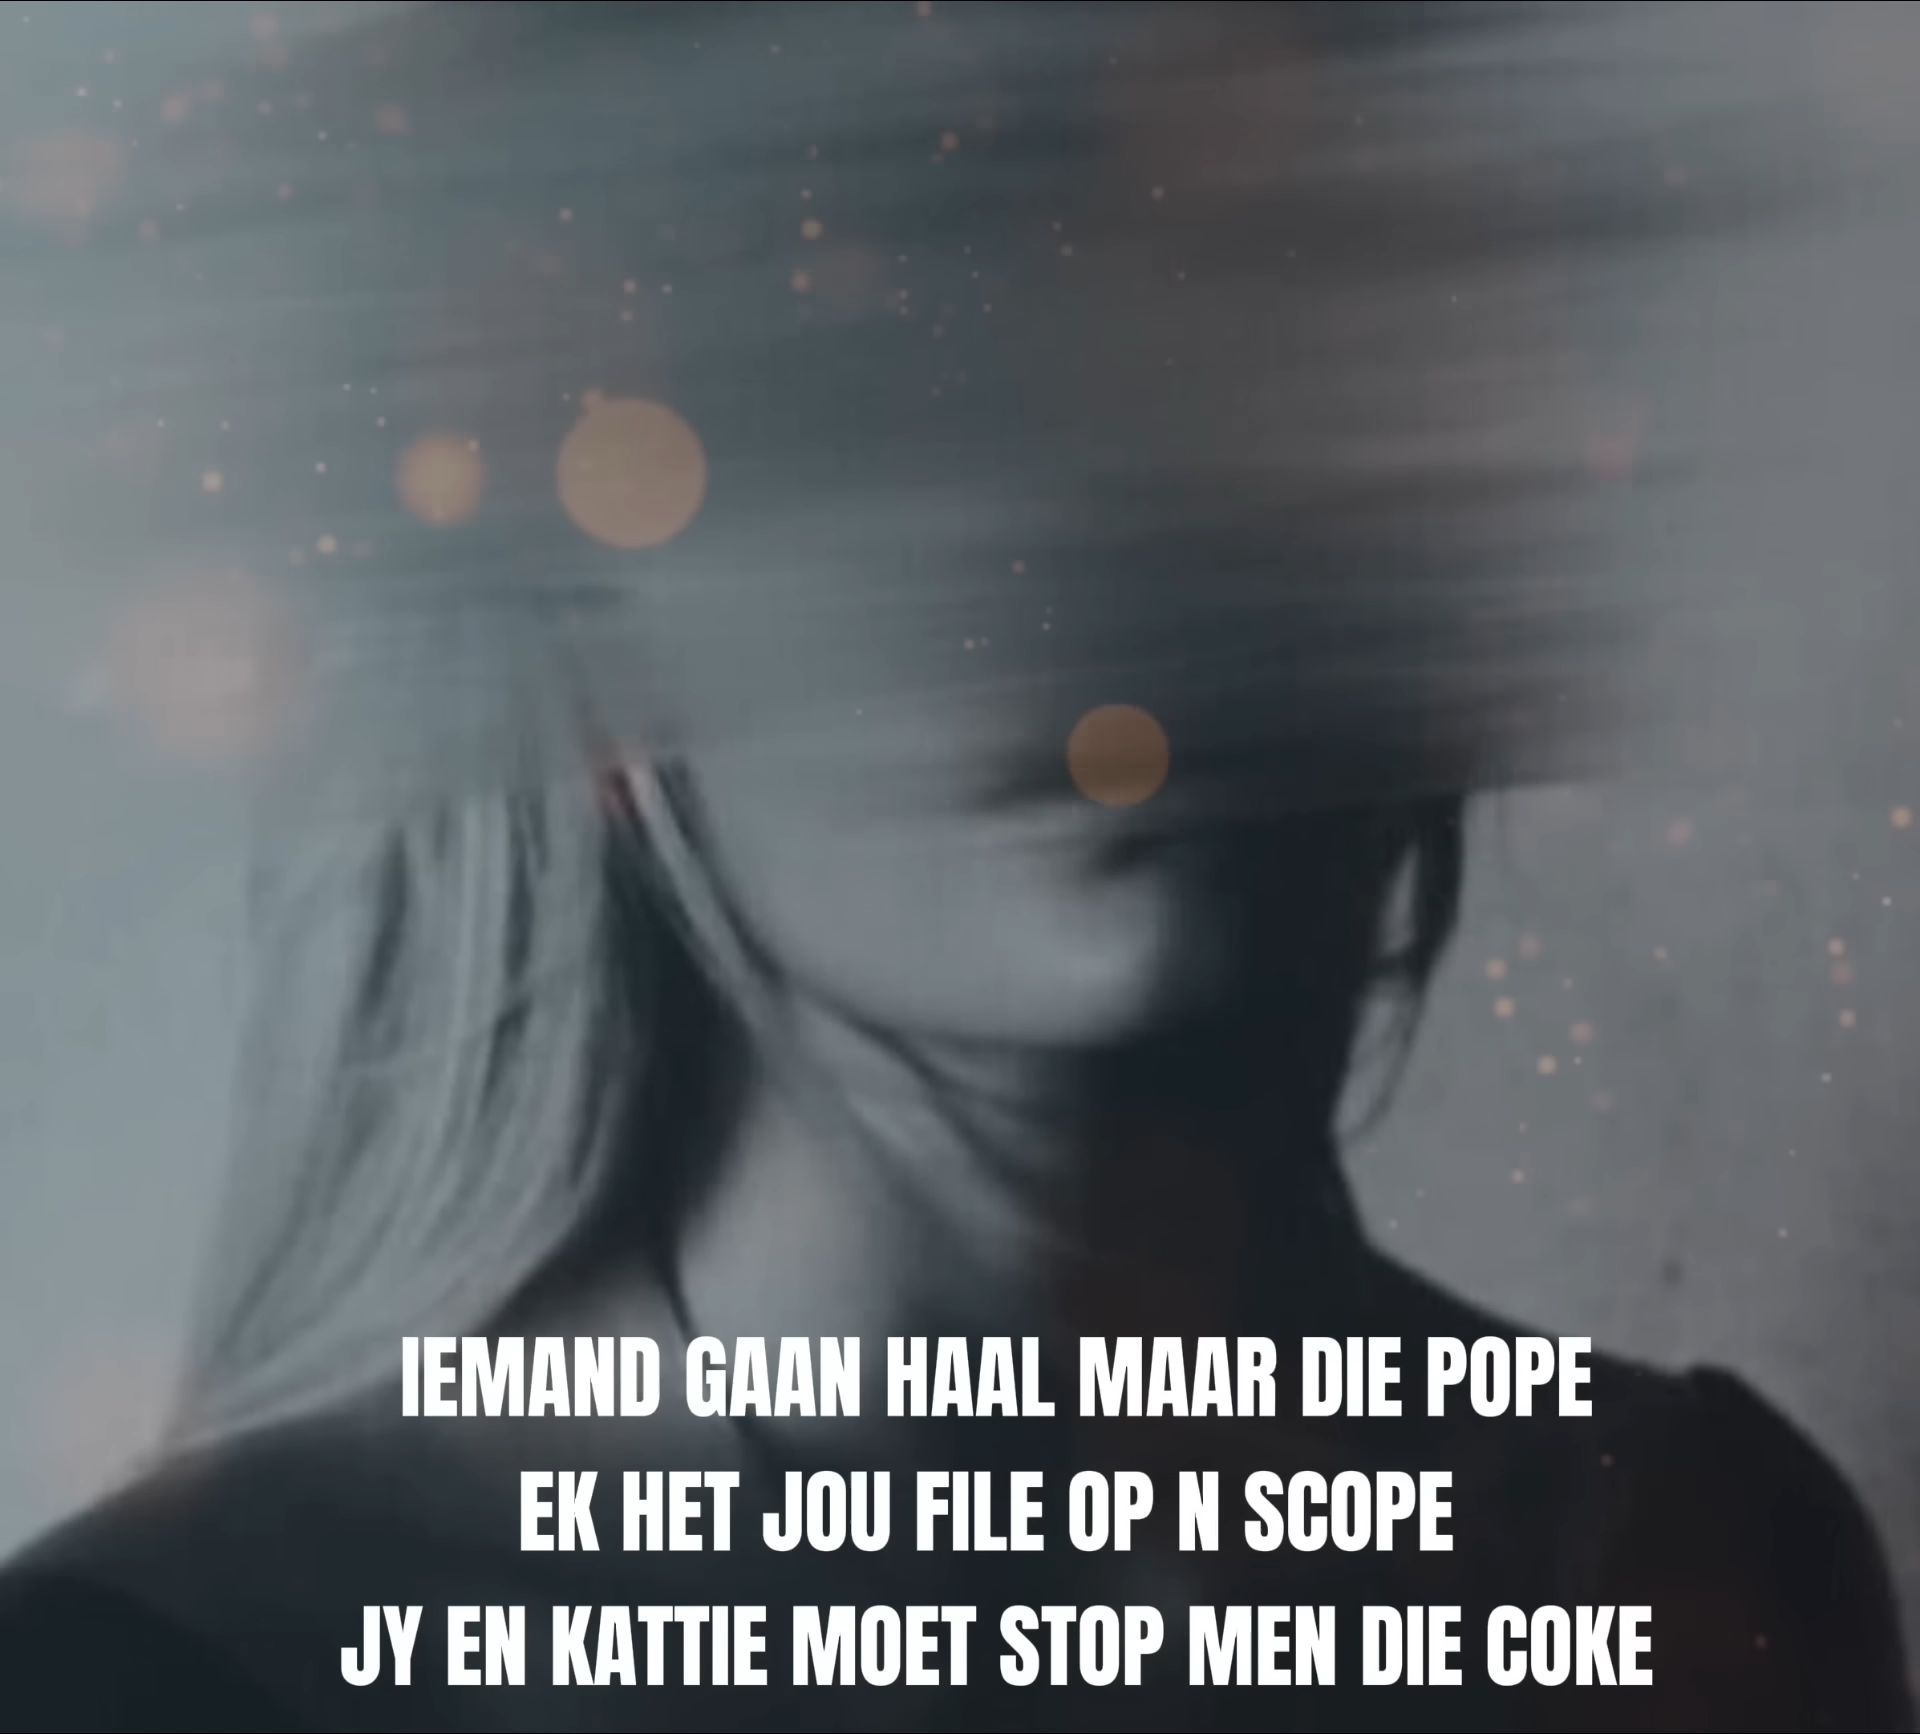 IEMAND GAAN HAAL MAAR DIE POPE
EK HET JOU FILE OP N SCOPE
JY EN KATTIE MOET STOP MEN DIE COKE